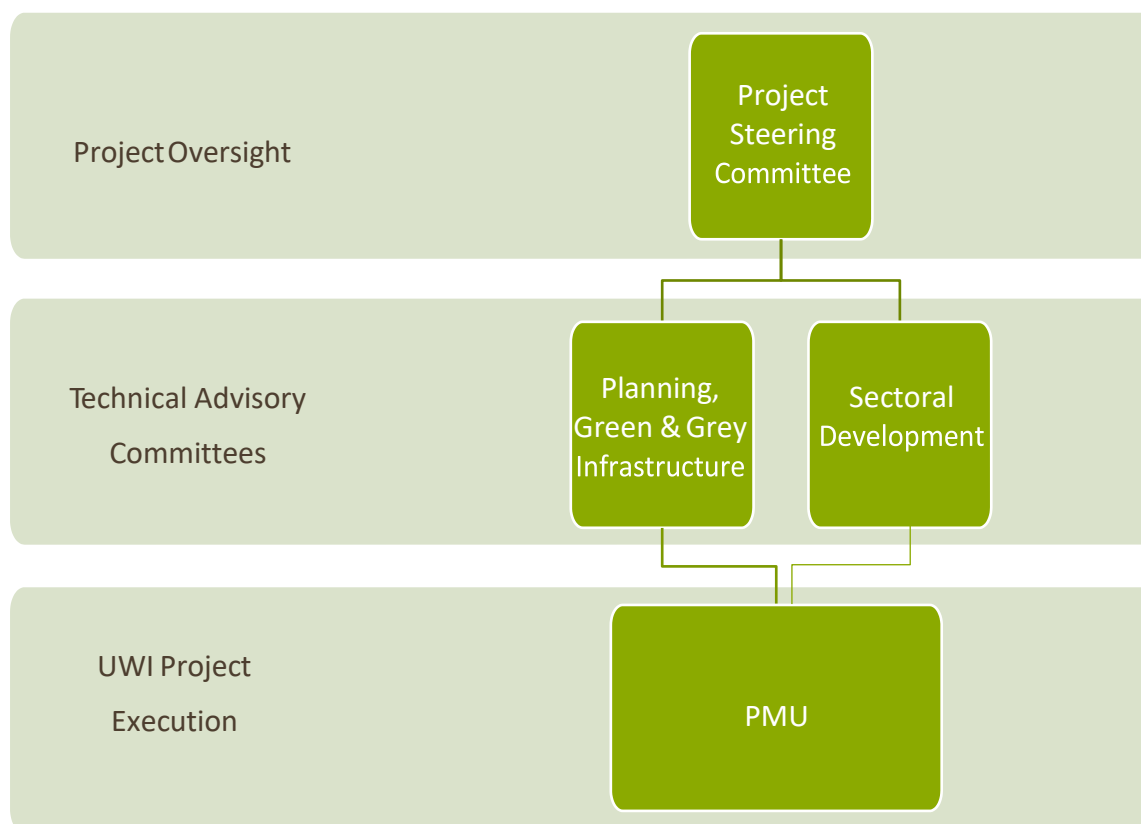 Project Oversight
Project
Steering
Committee
Technical Advisory
Committees
Planning,
Green & Grey
Infrastructure
Sectoral
Development
UWI Project
Execution
PMU